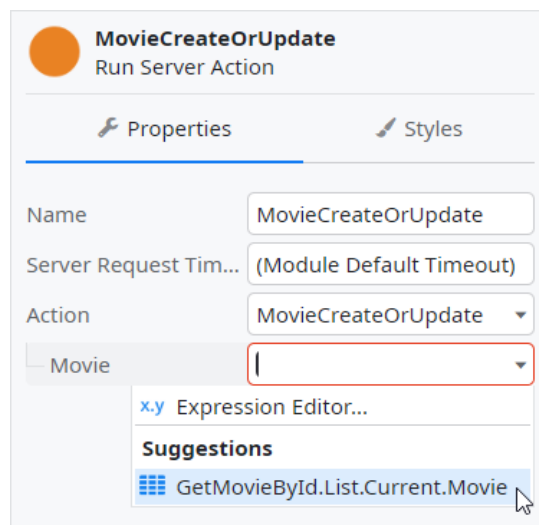 MovieCreateOrUpdate
Run Server Action
Properties Styles
Name MovieCreateOrUpdate
Server Request Tim... (Module Default Timeout)
Action MovieCreateOrUpdate
Movie
x.y Expression Editor...
Suggestions
GetMovieById.List.Current.Movie